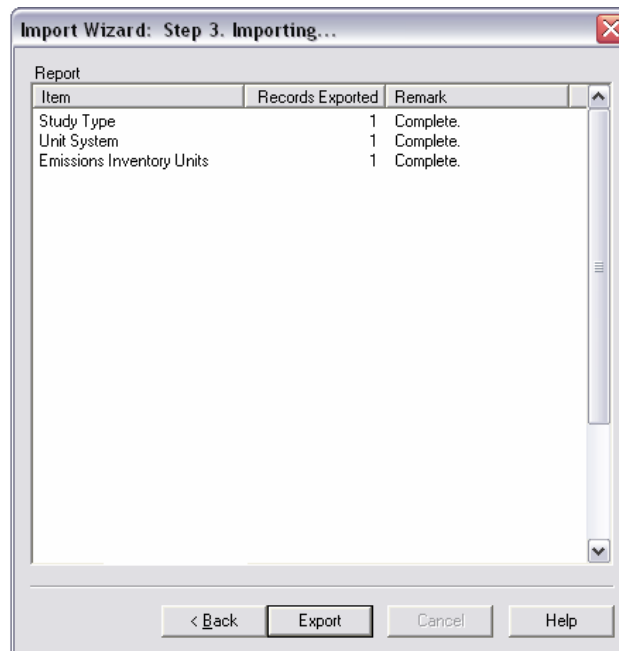 Import Wizard: Step 3. Importing...
Report
Item Records Exported Remark
Study Type 1 Complete.
Unit System 1 Complete.
Emissions Inventory Units 1 Complete.
< Back Export Cancel Help